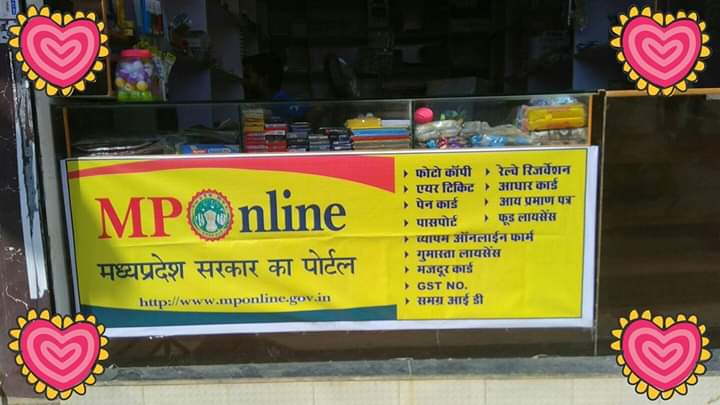 MPOnline
मध्यप्रदेश सरकार का पोर्टल
http://www.mponline.gov.in
फोटो कॉपी
एयर टिकिट
पेन कार्ड
पासपोर्ट
व्यापम ऑनलाईन फार्म
गुमास्ता लायसेंस
मजदूर कार्ड
GST NO.
समग्र आई डी
रेल्वे रिजर्वेशन
आधार कार्ड
आय प्रमाण पत्र
फूड लायसेंस